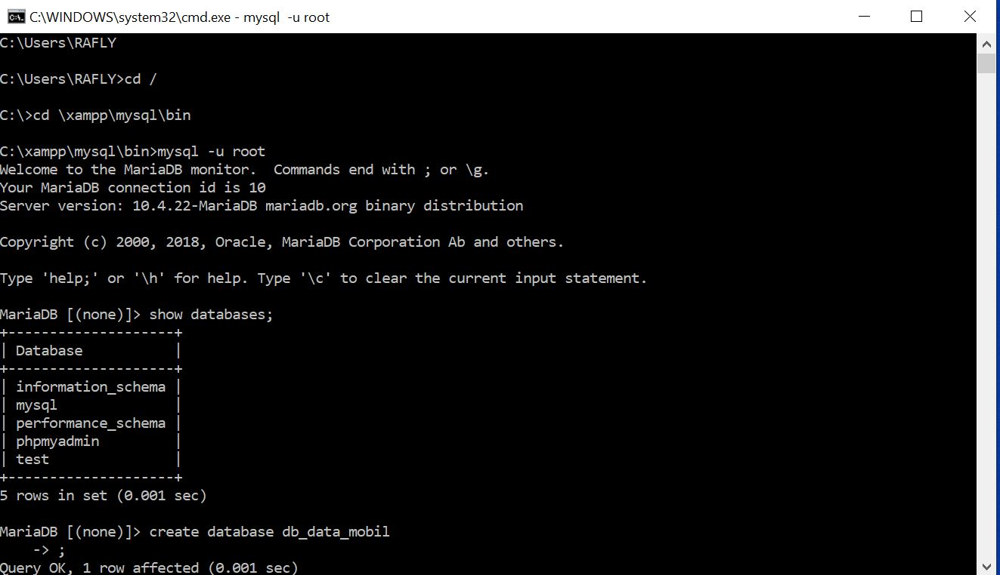 C:\WINDOWS\system32\cmd.exe - mysql  -u root
C:\Users\RAFLY
C:\Users\RAFLY>cd /
C:\>cd \xampp\mysql\bin
C:\xampp\mysql\bin>mysql -u root
Welcome to the MariaDB monitor.  Commands end with ; or \g.
Your MariaDB connection id is 10
Server version: 10.4.22-MariaDB mariadb.org binary distribution
Copyright (c) 2000, 2018, Oracle, MariaDB Corporation Ab and others.
Type 'help;' or '\h' for help. Type '\c' to clear the current input statement.
MariaDB [(none)]> show databases;
+--------------------+
| Database           |
+--------------------+
| information_schema |
| mysql              |
| performance_schema |
| phpmyadmin         |
| test               |
+--------------------+
5 rows in set (0.001 sec)
MariaDB [(none)]> create database db_data_mobil
    -> ;
Query OK, 1 row affected (0.001 sec)